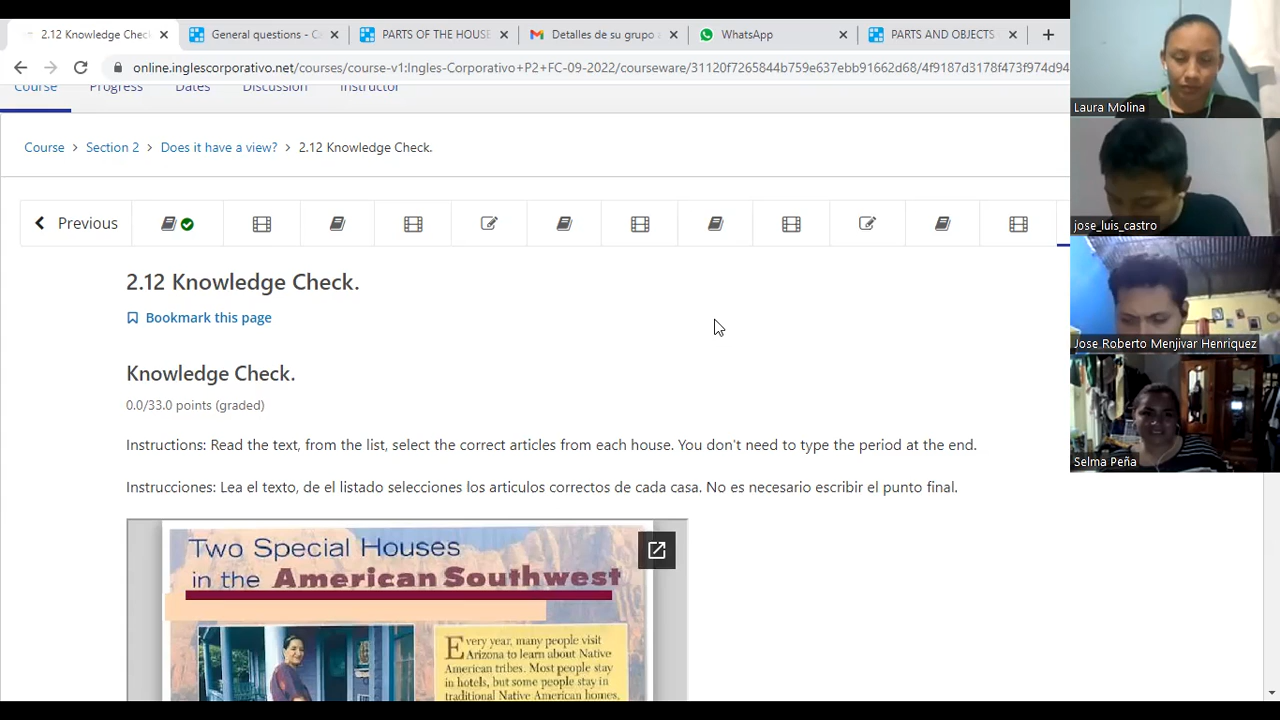 2.12 Knowledge Check
General questions - C
PARTS OF THE HOUSE
Detalles de su grupo
WhatsApp
PARTS AND OBJECTS
online.inglescorporativo.net/courses/course-v1:Ingles-Corporativo+P2+FC-09-2022/courseware/31120f7265844b759e637ebb91662d68/4f9187d3178f473f974d94
Course Progress Dates Discussion Instructor
Course > Section 2 > Does it have a view? > 2.12 Knowledge Check.
Previous
2.12 Knowledge Check.
Bookmark this page
Knowledge Check.
0.0/33.0 points (graded)
Instructions: Read the text, from the list, select the correct articles from each house. You don't need to type the period at the end.
Instrucciones: Lea el texto, de el listado selecciones los articulos correctos de cada casa. No es necesario escribir el punto final.
Two Special Houses
in the American Southwest
Every year, many people visit
Arizona to learn about Native
American tribes. Most people stay
in hotels, but some people stay in
traditional Native American homes,
Laura Molina
jose_luis_castro
Jose Roberto Menjivar Henriquez
Selma Peña